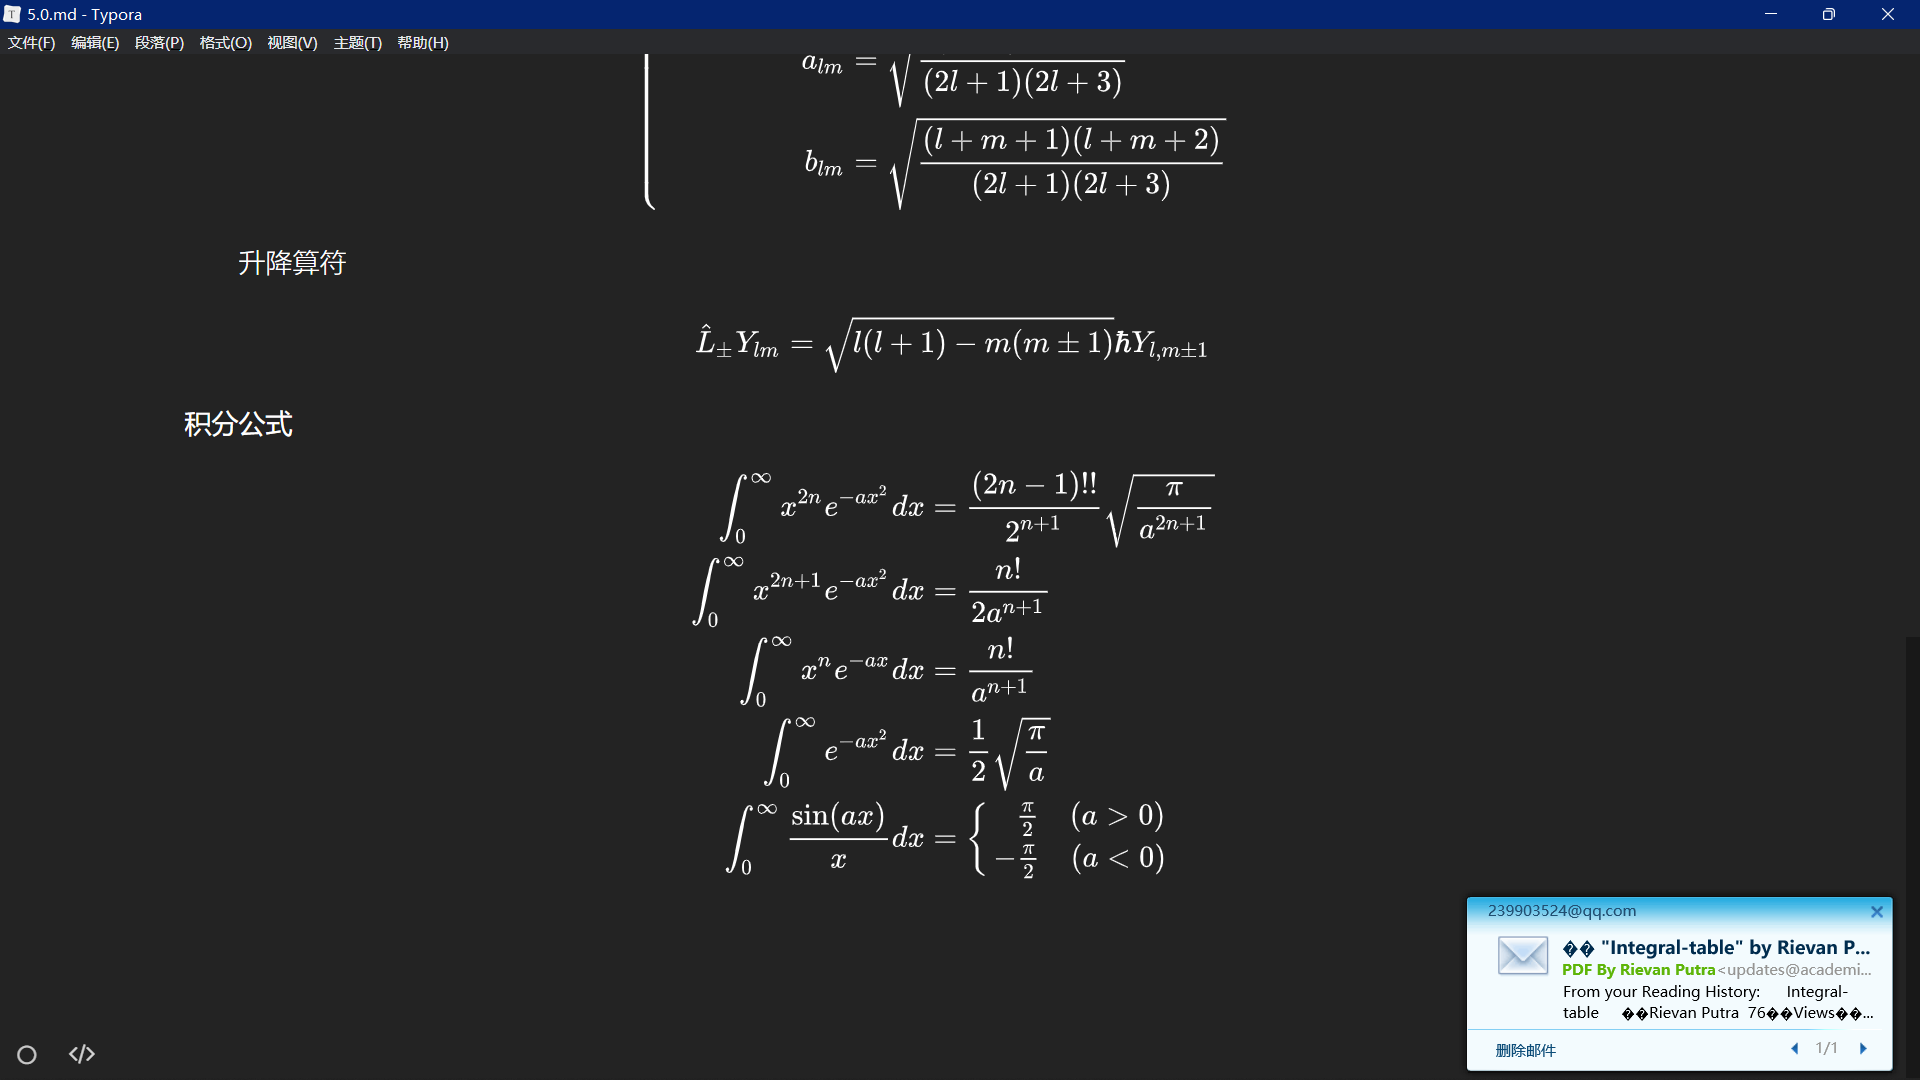 5.0.md - Typora
文件(F) 编辑(E) 段落(P) 格式(O) 视图(V) 主题(T) 帮助(H)
a_{lm} = \sqrt{\frac{}{(2l + 1)(2l + 3)}}
b_{lm} = \sqrt{\frac{(l + m + 1)(l + m + 2)}{(2l + 1)(2l + 3)}}
升降算符
\hat{L}_{\pm} Y_{lm} = \sqrt{l(l + 1) - m(m \pm 1)} \hbar Y_{l,m\pm1}
积分公式
\int_0^\infty x^{2n} e^{-ax^2} dx = \frac{(2n - 1)!!}{2^{n+1}} \sqrt{\frac{\pi}{a^{2n+1}}}
\int_0^\infty x^{2n+1} e^{-ax^2} dx = \frac{n!}{2a^{n+1}}
\int_0^\infty x^n e^{-ax} dx = \frac{n!}{a^{n+1}}
\int_0^\infty e^{-ax^2} dx = \frac{1}{2} \sqrt{\frac{\pi}{a}}
\int_0^\infty \frac{\sin(ax)}{x} dx = \begin{cases} \frac{\pi}{2} & (a > 0) \\ -\frac{\pi}{2} & (a < 0) \end{cases}
239903524@qq.com
�� "Integral-table" by Rievan P...
PDF By Rievan Putra<updates@academi...
From your Reading History: Integral-
table ��Rievan Putra 76��Views��...
删除邮件 1/1